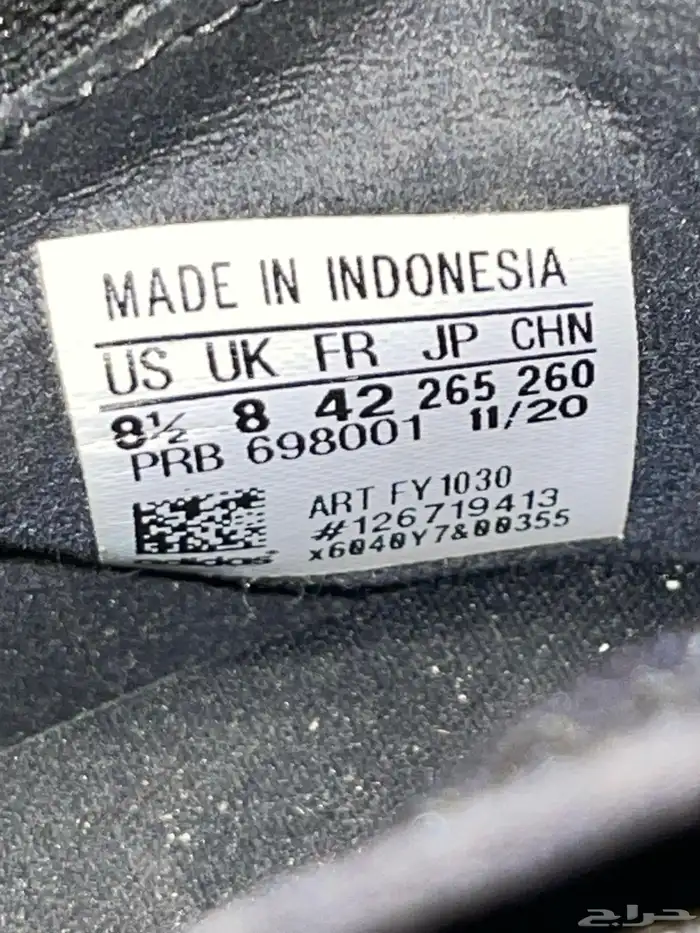 MADE IN INDONESIA
US UK FR JP CHN
8½ 8 42 265 260
PRB 698001 11/20
ART FY1030
#126719413
x6040Y7&00355
adidas
حراج